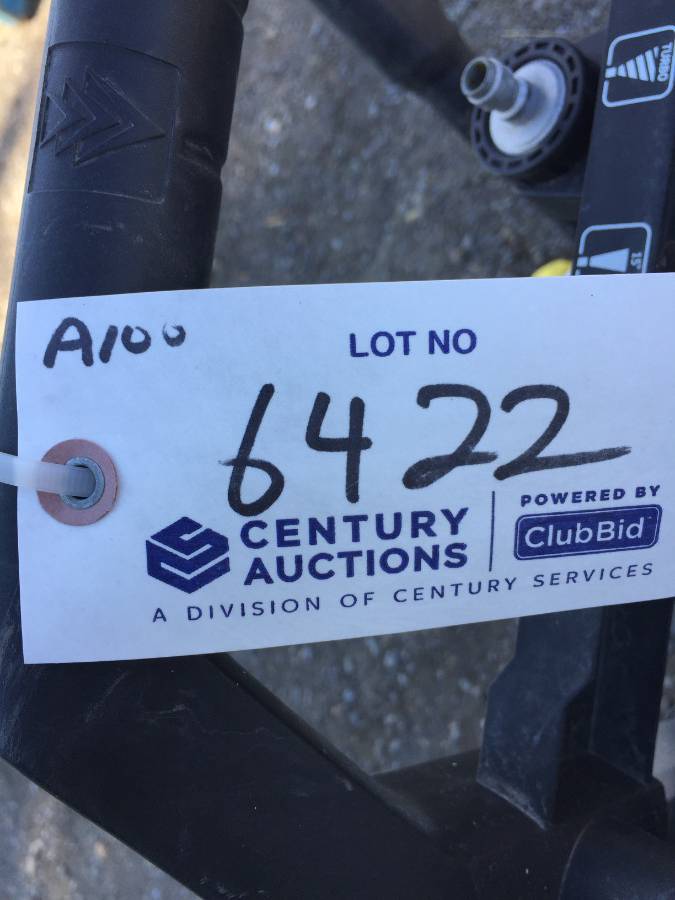 TURBO
15°
A100
LOT NO
6422
CENTURY
AUCTIONS
POWERED BY
ClubBid
A DIVISION OF CENTURY SERVICES